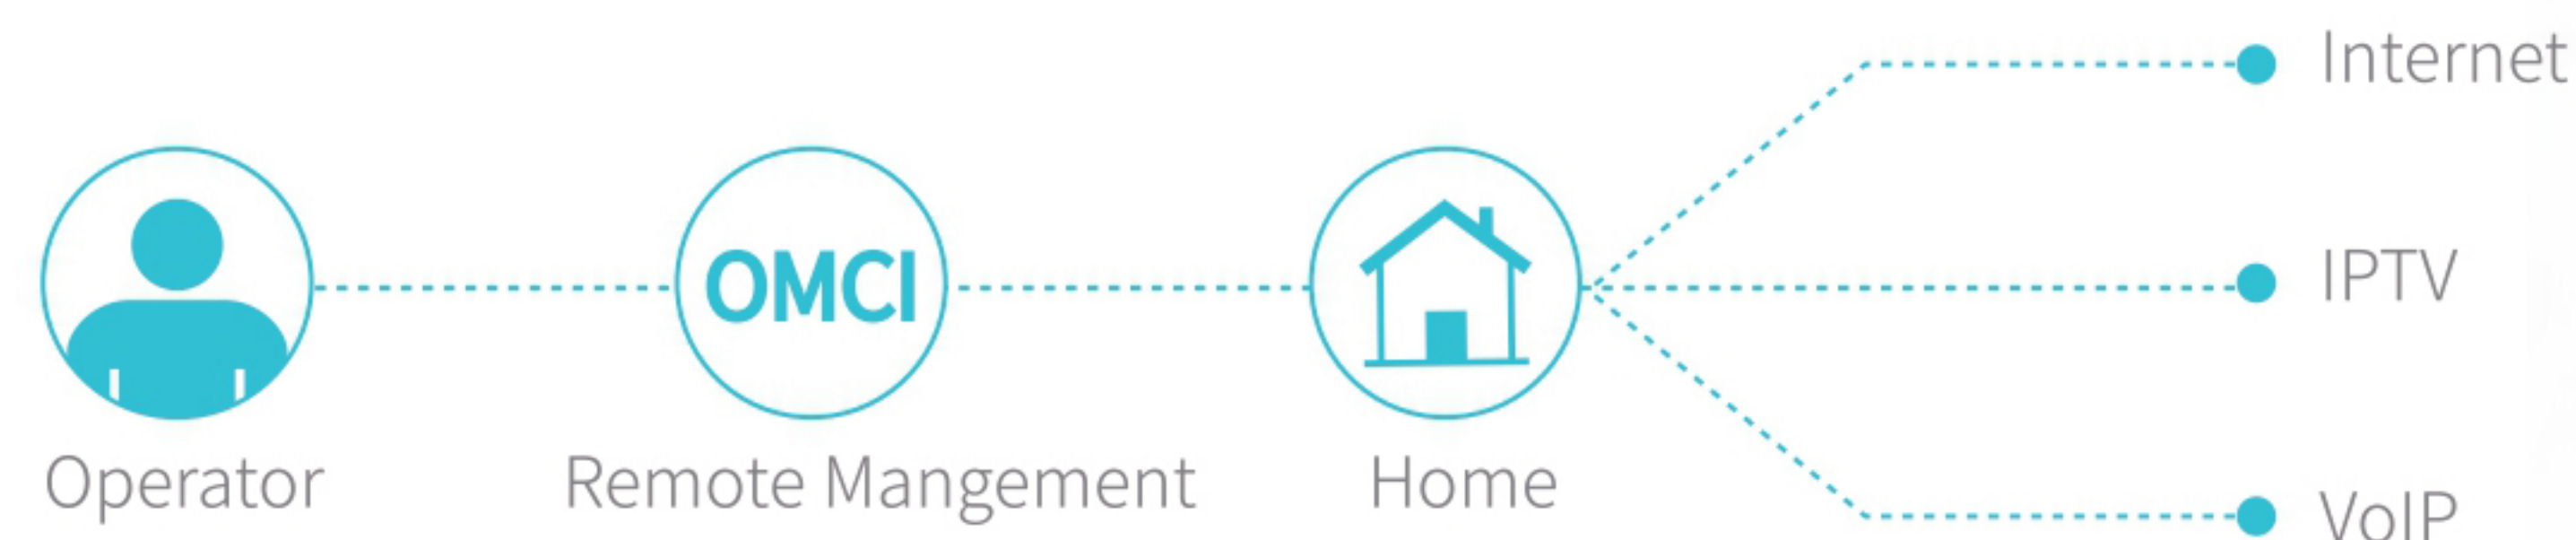 Internet
OMCI
IPTV
Operator
Remote Mangement
Home
VoIP